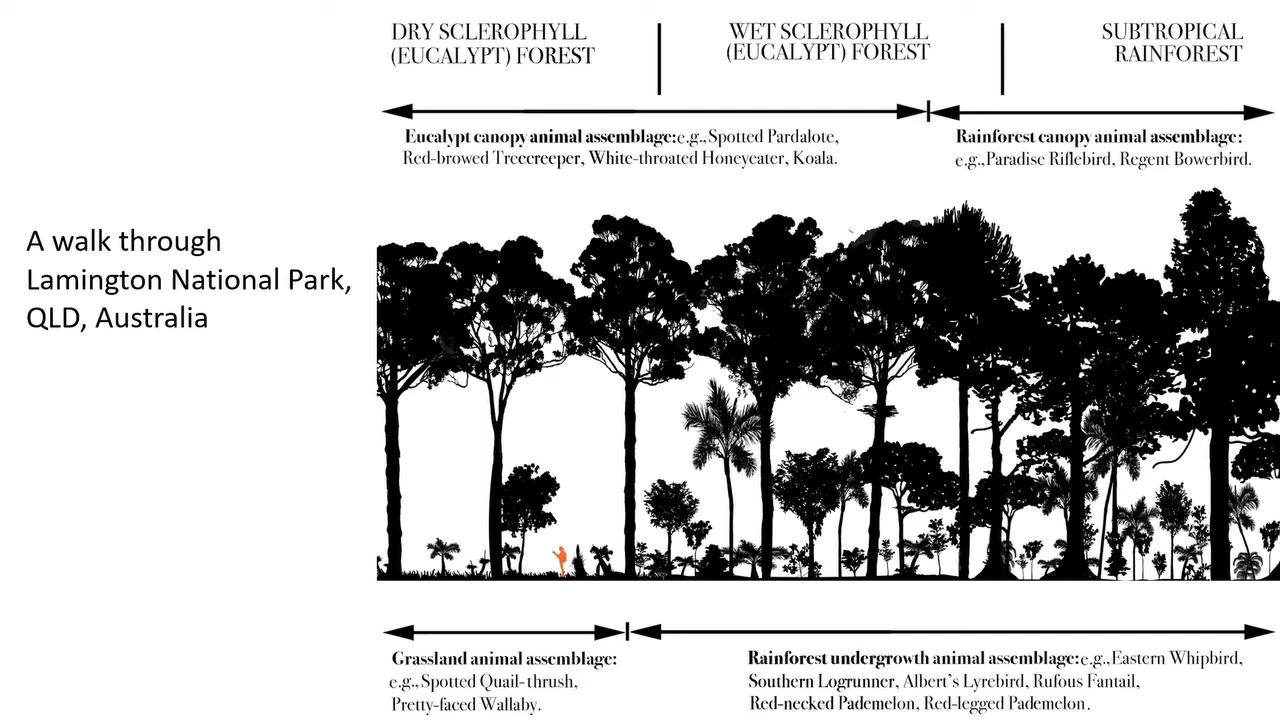 DRY SCLEROPHYLL
(EUCALYPT) FOREST
WET SCLEROPHYLL
(EUCALYPT) FOREST
SUBTROPICAL
RAINFOREST
Eucalypt canopy animal assemblage:e.g., Spotted Pardalote,
Red-browed Treecreeper, White-throated Honeyeater, Koala.
Rainforest canopy animal assemblage:
e.g., Paradise Riflebird, Regent Bowerbird.
A walk through
Lamington National Park,
QLD, Australia
Grassland animal assemblage:
e.g., Spotted Quail-thrush,
Pretty-faced Wallaby.
Rainforest undergrowth animal assemblage:e.g., Eastern Whipbird,
Southern Logrunner, Albert's Lyrebird, Rufous Fantail,
Red-necked Pademelon, Red-legged Pademelon.